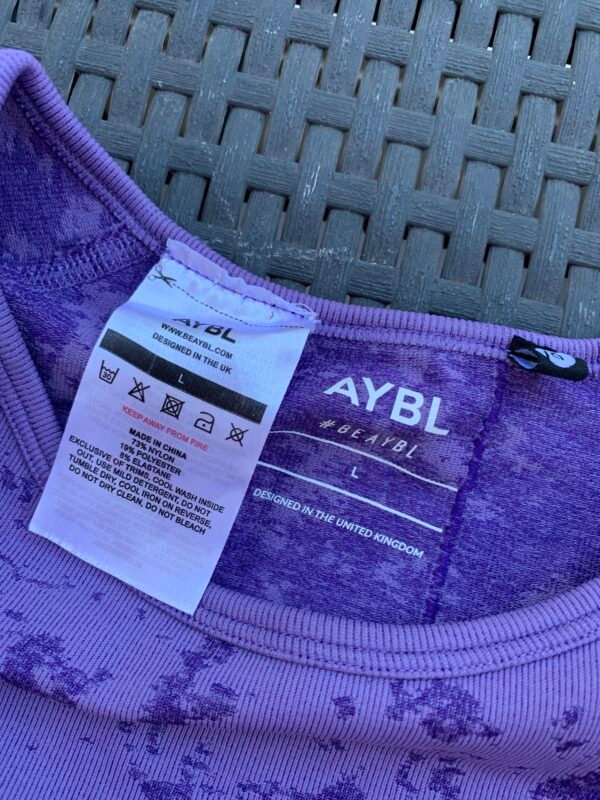 AYBL
WWW.BEAYBL.COM
DESIGNED IN THE UK
L
30
KEEP AWAY FROM FIRE
MADE IN CHINA
73% NYLON
19% POLYESTER
8% ELASTANE
EXCLUSIVE OF TRIMS, COOL WASH INSIDE
OUT, USE MILD DETERGENT, DO NOT
TUMBLE DRY, COOL IRON ON REVERSE,
DO NOT DRY CLEAN, DO NOT BLEACH
AYBL
#BEAYBL
L
DESIGNED IN THE UNITED KINGDOM